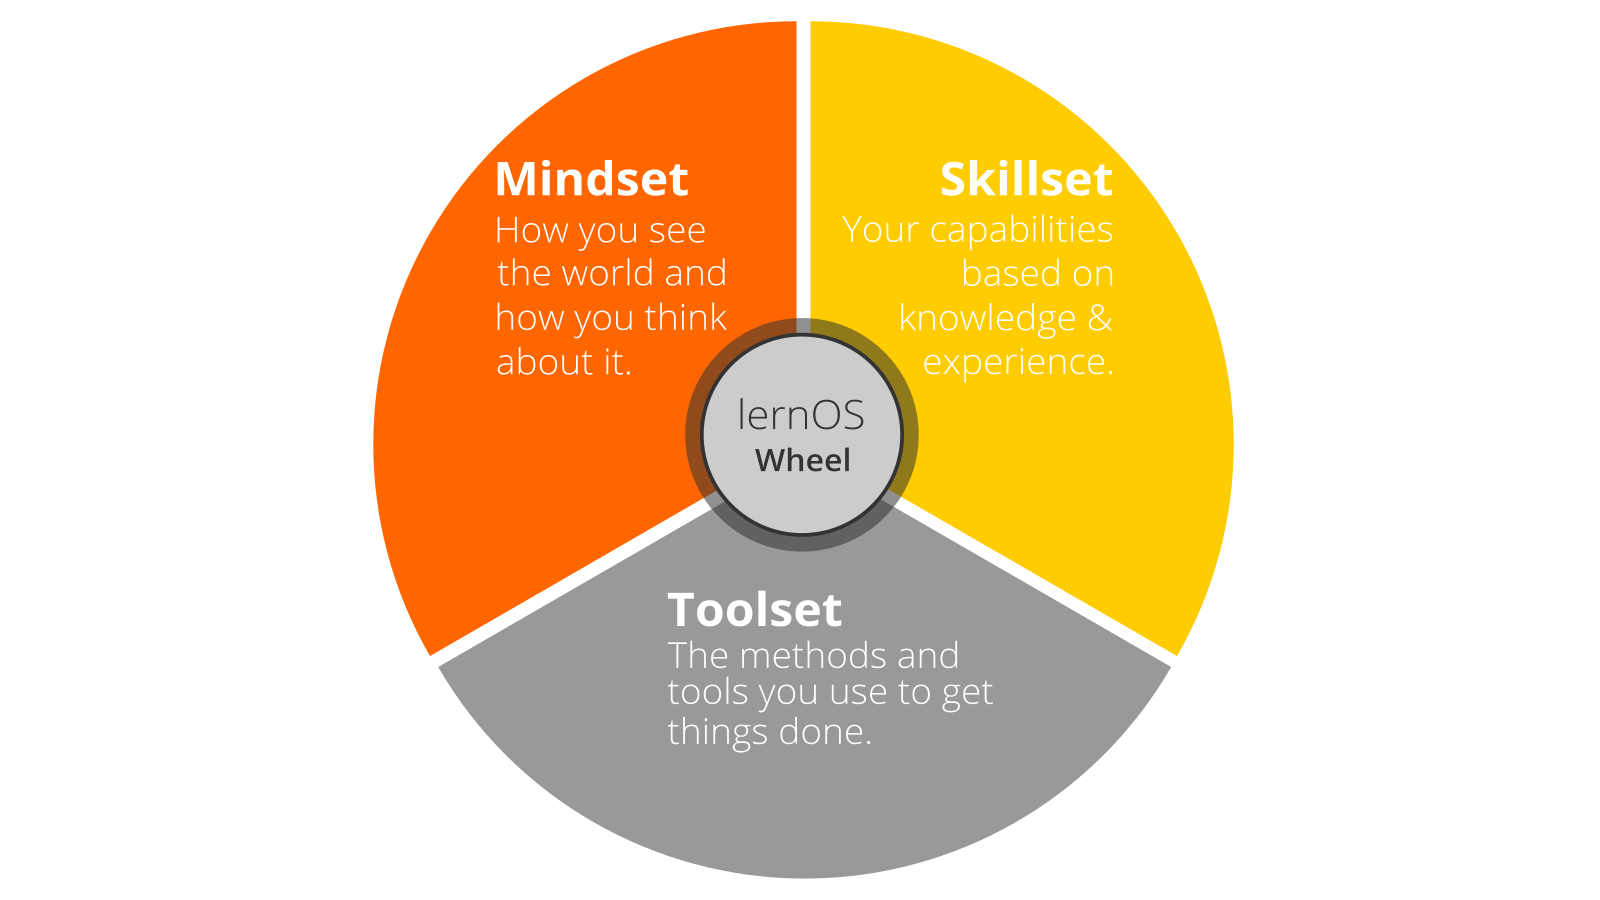 Mindset
How you see
the world and
how you think
about it.
Skillset
Your capabilities
based on
knowledge &
experience.
lernOS
Wheel
Toolset
The methods and
tools you use to get
things done.